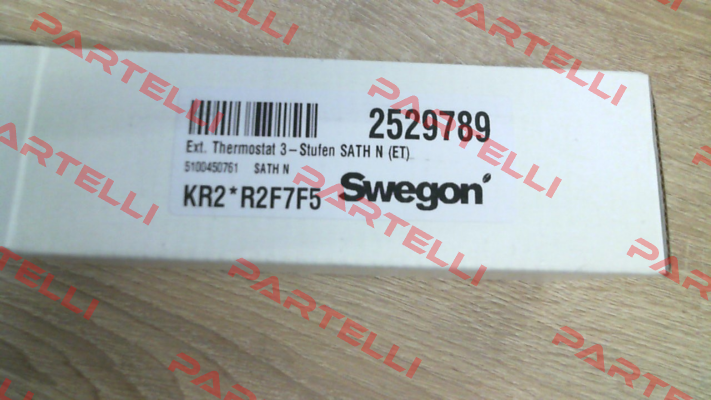 2529789
Ext. Thermostat 3-Stufen SATH N (ET)
5100450761 SATH N
KR2*R2F7F5 Swegon
PARTELLI
PARTELLI
PARTELLI
PARTELLI
PARTELLI
PARTELLI
PARTELLI